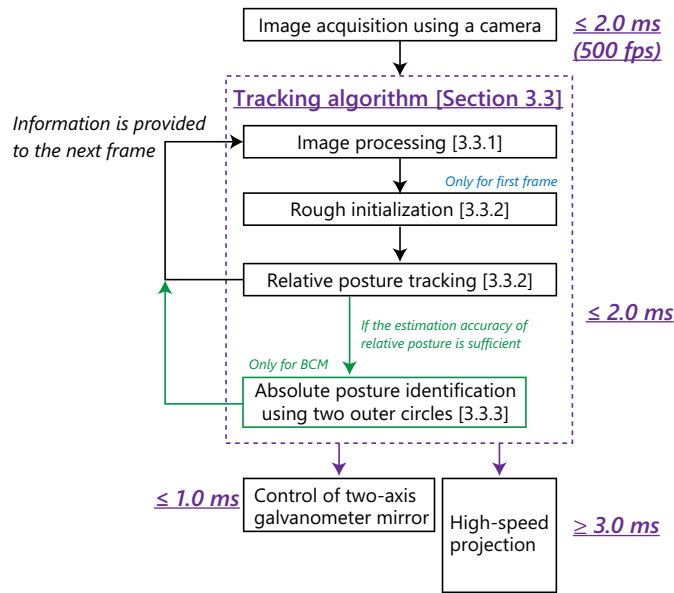 Image acquisition using a camera
≤ 2.0 ms
(500 fps)
Tracking algorithm [Section 3.3]
Information is provided
to the next frame
Image processing [3.3.1]
Only for first frame
Rough initialization [3.3.2]
Relative posture tracking [3.3.2]
≤ 2.0 ms
If the estimation accuracy of
relative posture is sufficient
Only for BCM
Absolute posture identification
using two outer circles [3.3.3]
≤ 1.0 ms
Control of two-axis
galvanometer mirror
High-speed
projection
≥ 3.0 ms